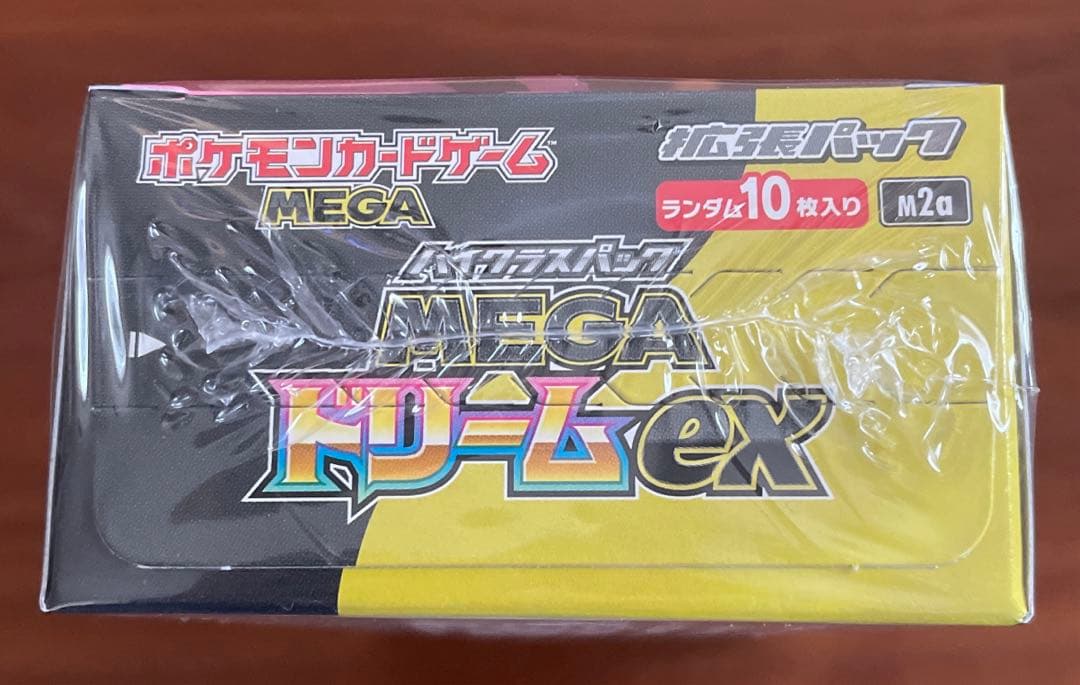 ポケモンカードゲーム™
MEGA
拡張パック
ランダム10枚入り
M2a
ハイクラスパック
MEGA
ドリームex